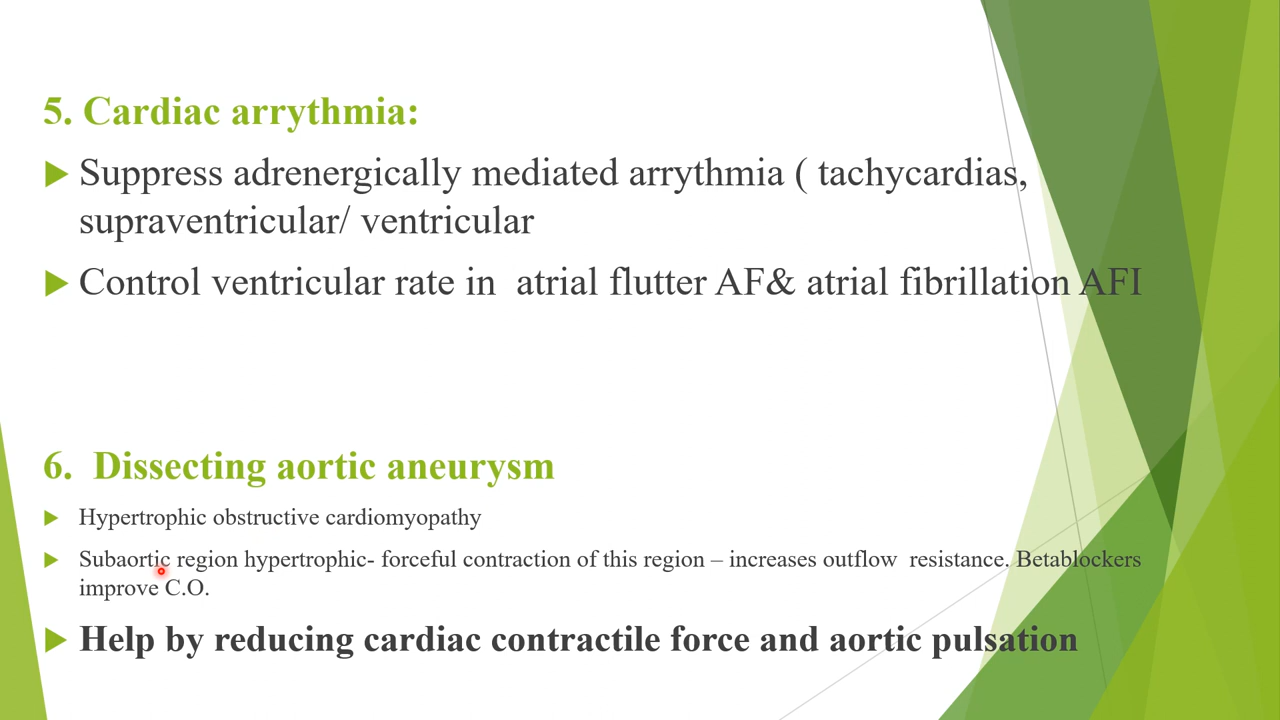 5. Cardiac arrythmia:
Suppress adrenergically mediated arrythmia ( tachycardias,
supraventricular/ ventricular
Control ventricular rate in  atrial flutter AF& atrial fibrillation AFI
6.  Dissecting aortic aneurysm
Hypertrophic obstructive cardiomyopathy
Subaortic region hypertrophic- forceful contraction of this region – increases outflow  resistance. Betablockers
improve C.O.
Help by reducing cardiac contractile force and aortic pulsation